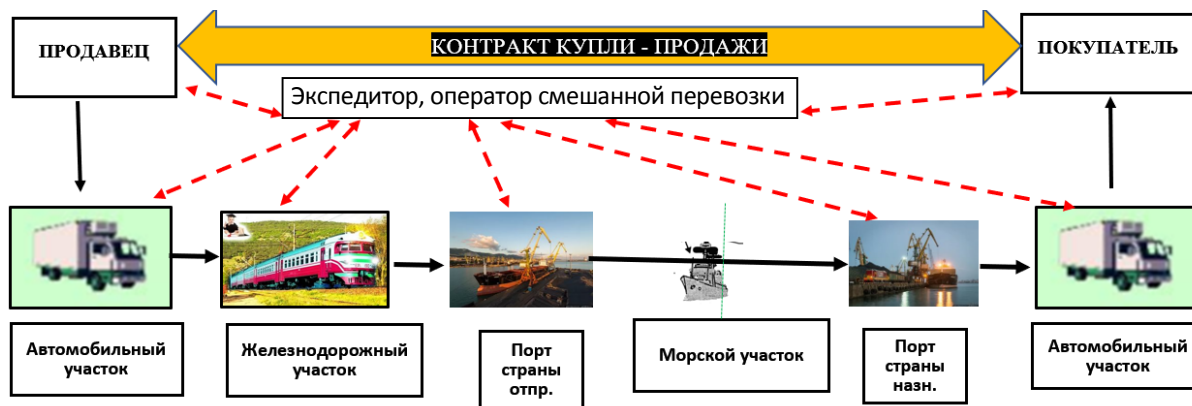 ПРОДАВЕЦ
КОНТРАКТ КУПЛИ - ПРОДАЖИ
ПОКУПАТЕЛЬ
Экспедитор, оператор смешанной перевозки
Автомобильный
участок
Железнодорожный
участок
Порт
страны
отпр.
Морской участок
Порт
страны
назн.
Автомобильный
участок